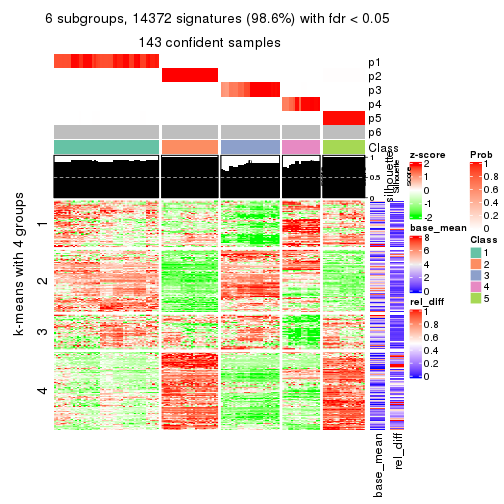 6 subgroups, 14372 signatures (98.6%) with fdr < 0.05
143 confident samples
p1
p2
p3
p4
p5
p6
Class
1
0.5
0
silhouette
Silhouette
score
k-means with 4 groups
1
2
3
4
base_mean
rel_diff
z-score
2
1
0
-1
-2
base_mean
8
6
4
2
0
rel_diff
1
0.8
0.6
0.4
0.2
0
Prob
1
0.8
0.6
0.4
0.2
0
Class
1
2
3
4
5